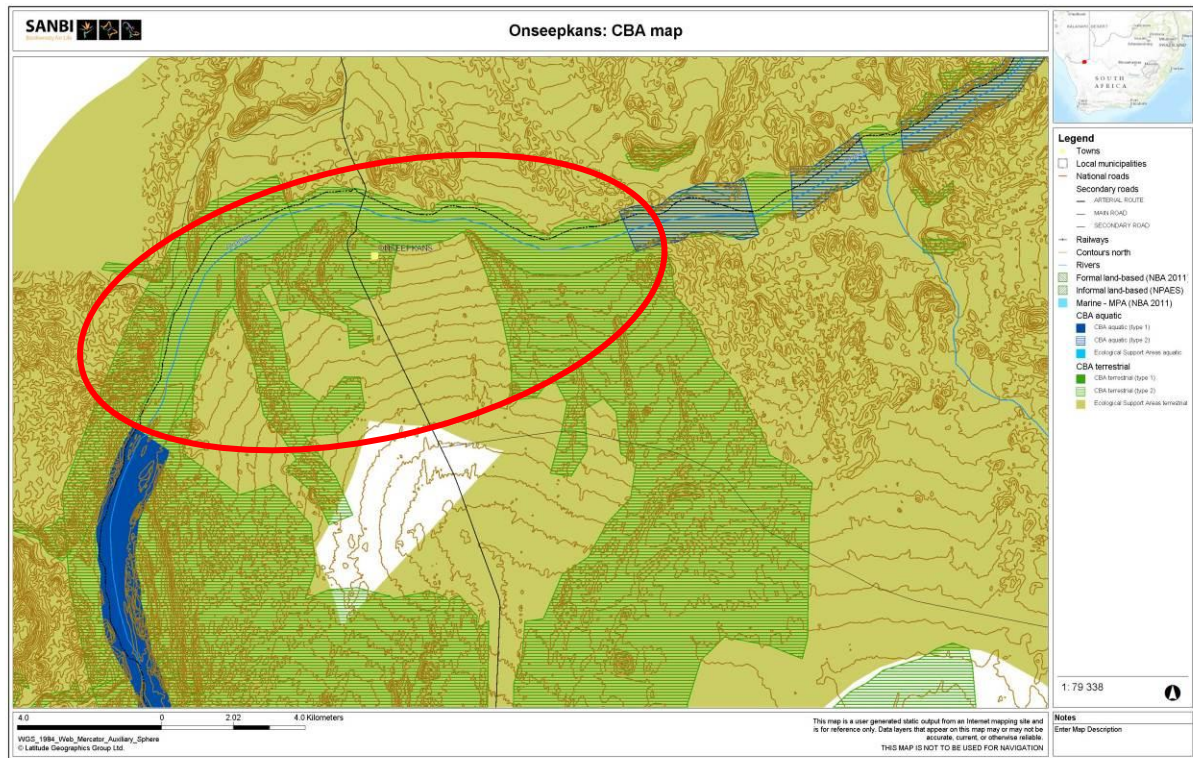 SANBI
Biodiversity for Life
Onseepkans: CBA map
SOUTH
AFRICA
ONSEEPKANS
Legend
Towns
Local municipalities
National roads
Secondary roads
ARTERIAL ROUTE
MAIN ROAD
SECONDARY ROAD
Railways
Contours north
Rivers
Formal land-based (NBA 2011)
Informal land-based (NPAES)
Marine - MPA (NBA 2011)
CBA aquatic
CBA aquatic (type 1)
CBA aquatic (type 2)
Ecological Support Areas aquatic
CBA terrestrial
CBA terrestrial (type 1)
CBA terrestrial (type 2)
Ecological Support Areas terrestrial
1: 79 338
4.0 0 2.02 4.0 Kilometers
WGS_1984_Web_Mercator_Auxiliary_Sphere
© Latitude Geographics Group Ltd.
This map is a user generated static output from an Internet mapping site and
is for reference only. Data layers that appear on this map may or may not be
accurate, current, or otherwise reliable.
THIS MAP IS NOT TO BE USED FOR NAVIGATION
Notes
Enter Map Description